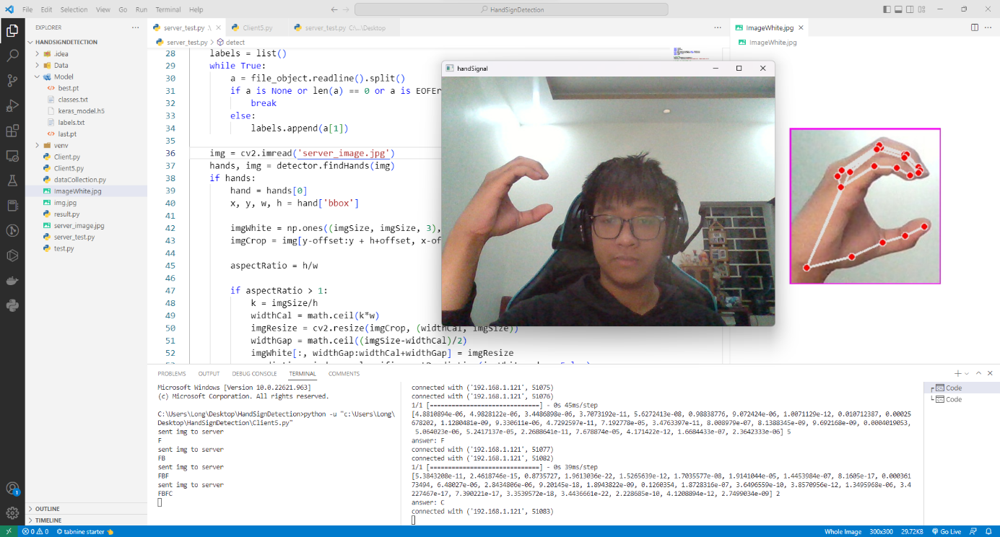 File Edit Selection View Go Run Terminal Help
HandSignDetection
EXPLORER
HANDSIGNDETECTION
.idea
Data
Model
best.pt
classes.txt
keras_model.h5
labels.txt
last.pt
venv
Client.py
Client5.py
dataCollection.py
ImageWhite.jpg
img.jpg
result.py
server_image.jpg
server_test.py
test.py
OUTLINE
TIMELINE
server_test.py .\ Client5.py server_test.py C:\...\Desktop
server_test.py > detect
28 labels = list()
29 while True:
30 a = file_object.readline().split()
31 if a is None or len(a) == 0 or a is EOFEr
32 break
33 else:
34 labels.append(a[1])
35
36 img = cv2.imread('server_image.jpg')
37 hands, img = detector.findHands(img)
38 if hands:
39 hand = hands[0]
40 x, y, w, h = hand['bbox']
41
42 imgWhite = np.ones((imgSize, imgSize, 3),
43 imgCrop = img[y-offset:y + h+offset, x-of
44
45 aspectRatio = h/w
46
47 if aspectRatio > 1:
48 k = imgSize/h
49 widthCal = math.ceil(k*w)
50 imgResize = cv2.resize(imgCrop, (widthCal, imgSize))
51 widthGap = math.ceil((imgSize-widthCal)/2)
52 imgWhite[:, widthGap:widthCal+widthGap] = imgResize
handSignal
ImageWhite.jpg
ImageWhite.jpg
PROBLEMS OUTPUT DEBUG CONSOLE TERMINAL COMMENTS
Microsoft Windows [Version 10.0.22621.963]
(c) Microsoft Corporation. All rights reserved.
C:\Users\Long\Desktop\HandSignDetection>python -u "c:\Users\Long\
Desktop\HandSignDetection\Client5.py"
sent img to server
F
sent img to server
FB
sent img to server
FBF
sent img to server
FBFC
connected with ('192.168.1.121', 51075)
connected with ('192.168.1.121', 51076)
1/1 [==============================] - 0s 45ms/step
[4.8810894e-06, 4.9828122e-06, 3.4486898e-06, 3.7073192e-11, 5.6272413e-08, 0.98838776, 9.072424e-06, 1.0071129e-12, 0.010712387, 0.00025
678202, 1.1280481e-09, 9.330611e-06, 4.7292597e-11, 7.192778e-05, 3.4763397e-11, 8.008979e-07, 8.1388345e-09, 9.692168e-09, 0.0004019053,
5.064023e-06, 5.2417137e-05, 2.2688641e-11, 7.678874e-05, 4.171422e-12, 1.6684433e-07, 2.3642333e-06] 5
answer: F
connected with ('192.168.1.121', 51077)
connected with ('192.168.1.121', 51082)
1/1 [==============================] - 0s 39ms/step
[5.3843208e-11, 2.4618746e-15, 0.8735727, 1.9613036e-22, 1.5265639e-12, 1.7035577e-08, 1.9141044e-05, 1.4453984e-07, 8.1605e-17, 0.000361
73494, 6.48027e-06, 2.8434806e-06, 9.20145e-18, 1.8943822e-09, 0.1260354, 1.8728316e-07, 3.6496559e-10, 3.8570956e-12, 1.3495968e-06, 3.4
227467e-17, 7.390221e-17, 3.3539572e-18, 3.4436661e-22, 2.228685e-10, 4.1208894e-12, 2.7499034e-09] 2
answer: C
connected with ('192.168.1.121', 51083)
Code
Code
0 0 tabnine starter Whole Image 300x300 29.72KB Go Live